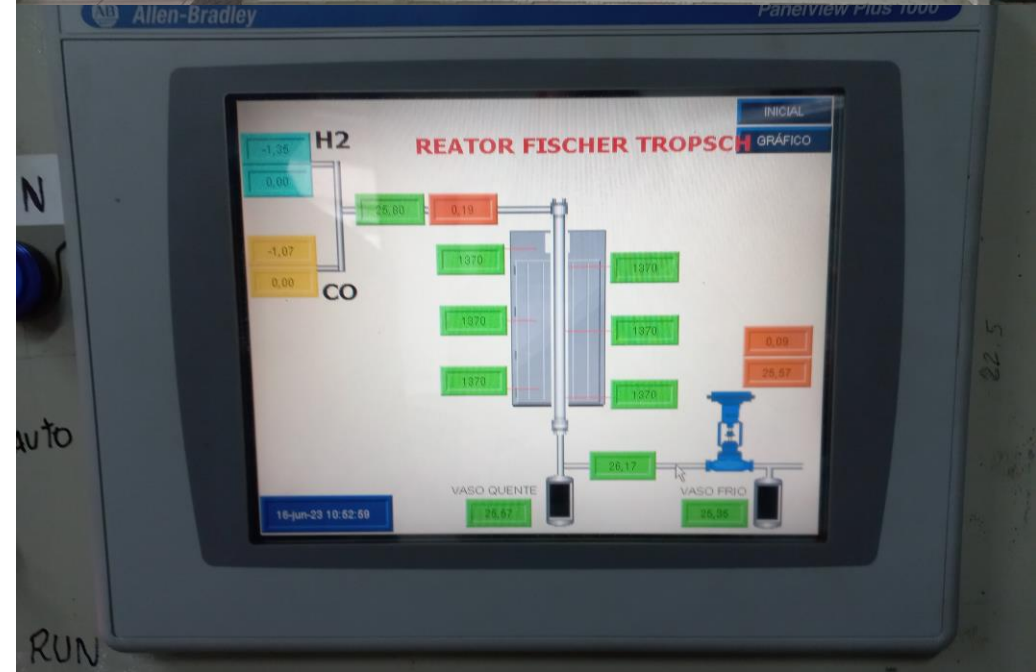 Allen-Bradley
PanelView Plus 1000
INICIAL
GRÁFICO
REATOR FISCHER TROPSCH
H2
-1,35
0,00
25,80
0,19
-1,07
0,00
CO
1370
1370
1370
1370
1370
1370
0,09
25,57
26,17
VASO QUENTE
25,57
VASO FRIO
25,35
16-jun-23 10:52:59
N
AUTO
RUN
22.5